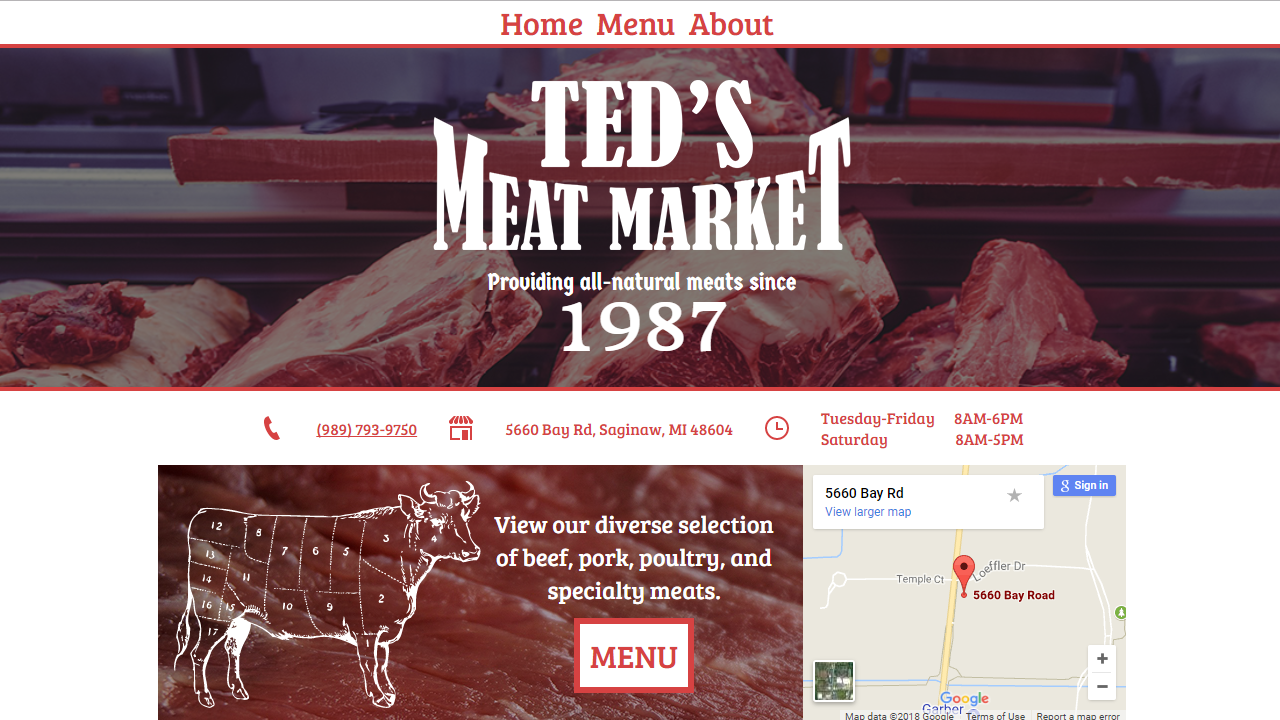 Home Menu About
TED'S
MEAT MARKET
Providing all-natural meats since
1987
(989) 793-9750
5660 Bay Rd, Saginaw, MI 48604
Tuesday-Friday 8AM-6PM
Saturday 8AM-5PM
12
8
7
6
5
3
4
13
14
11
16
15
10
9
2
17
1
View our diverse selection
of beef, pork, poultry, and
specialty meats.
MENU
5660 Bay Rd
View larger map
g Sign in
Temple Ct
Loeffler Dr
5660 Bay Road
+
−
Google
Garber
Map data ©2018 Google Terms of Use Report a map error